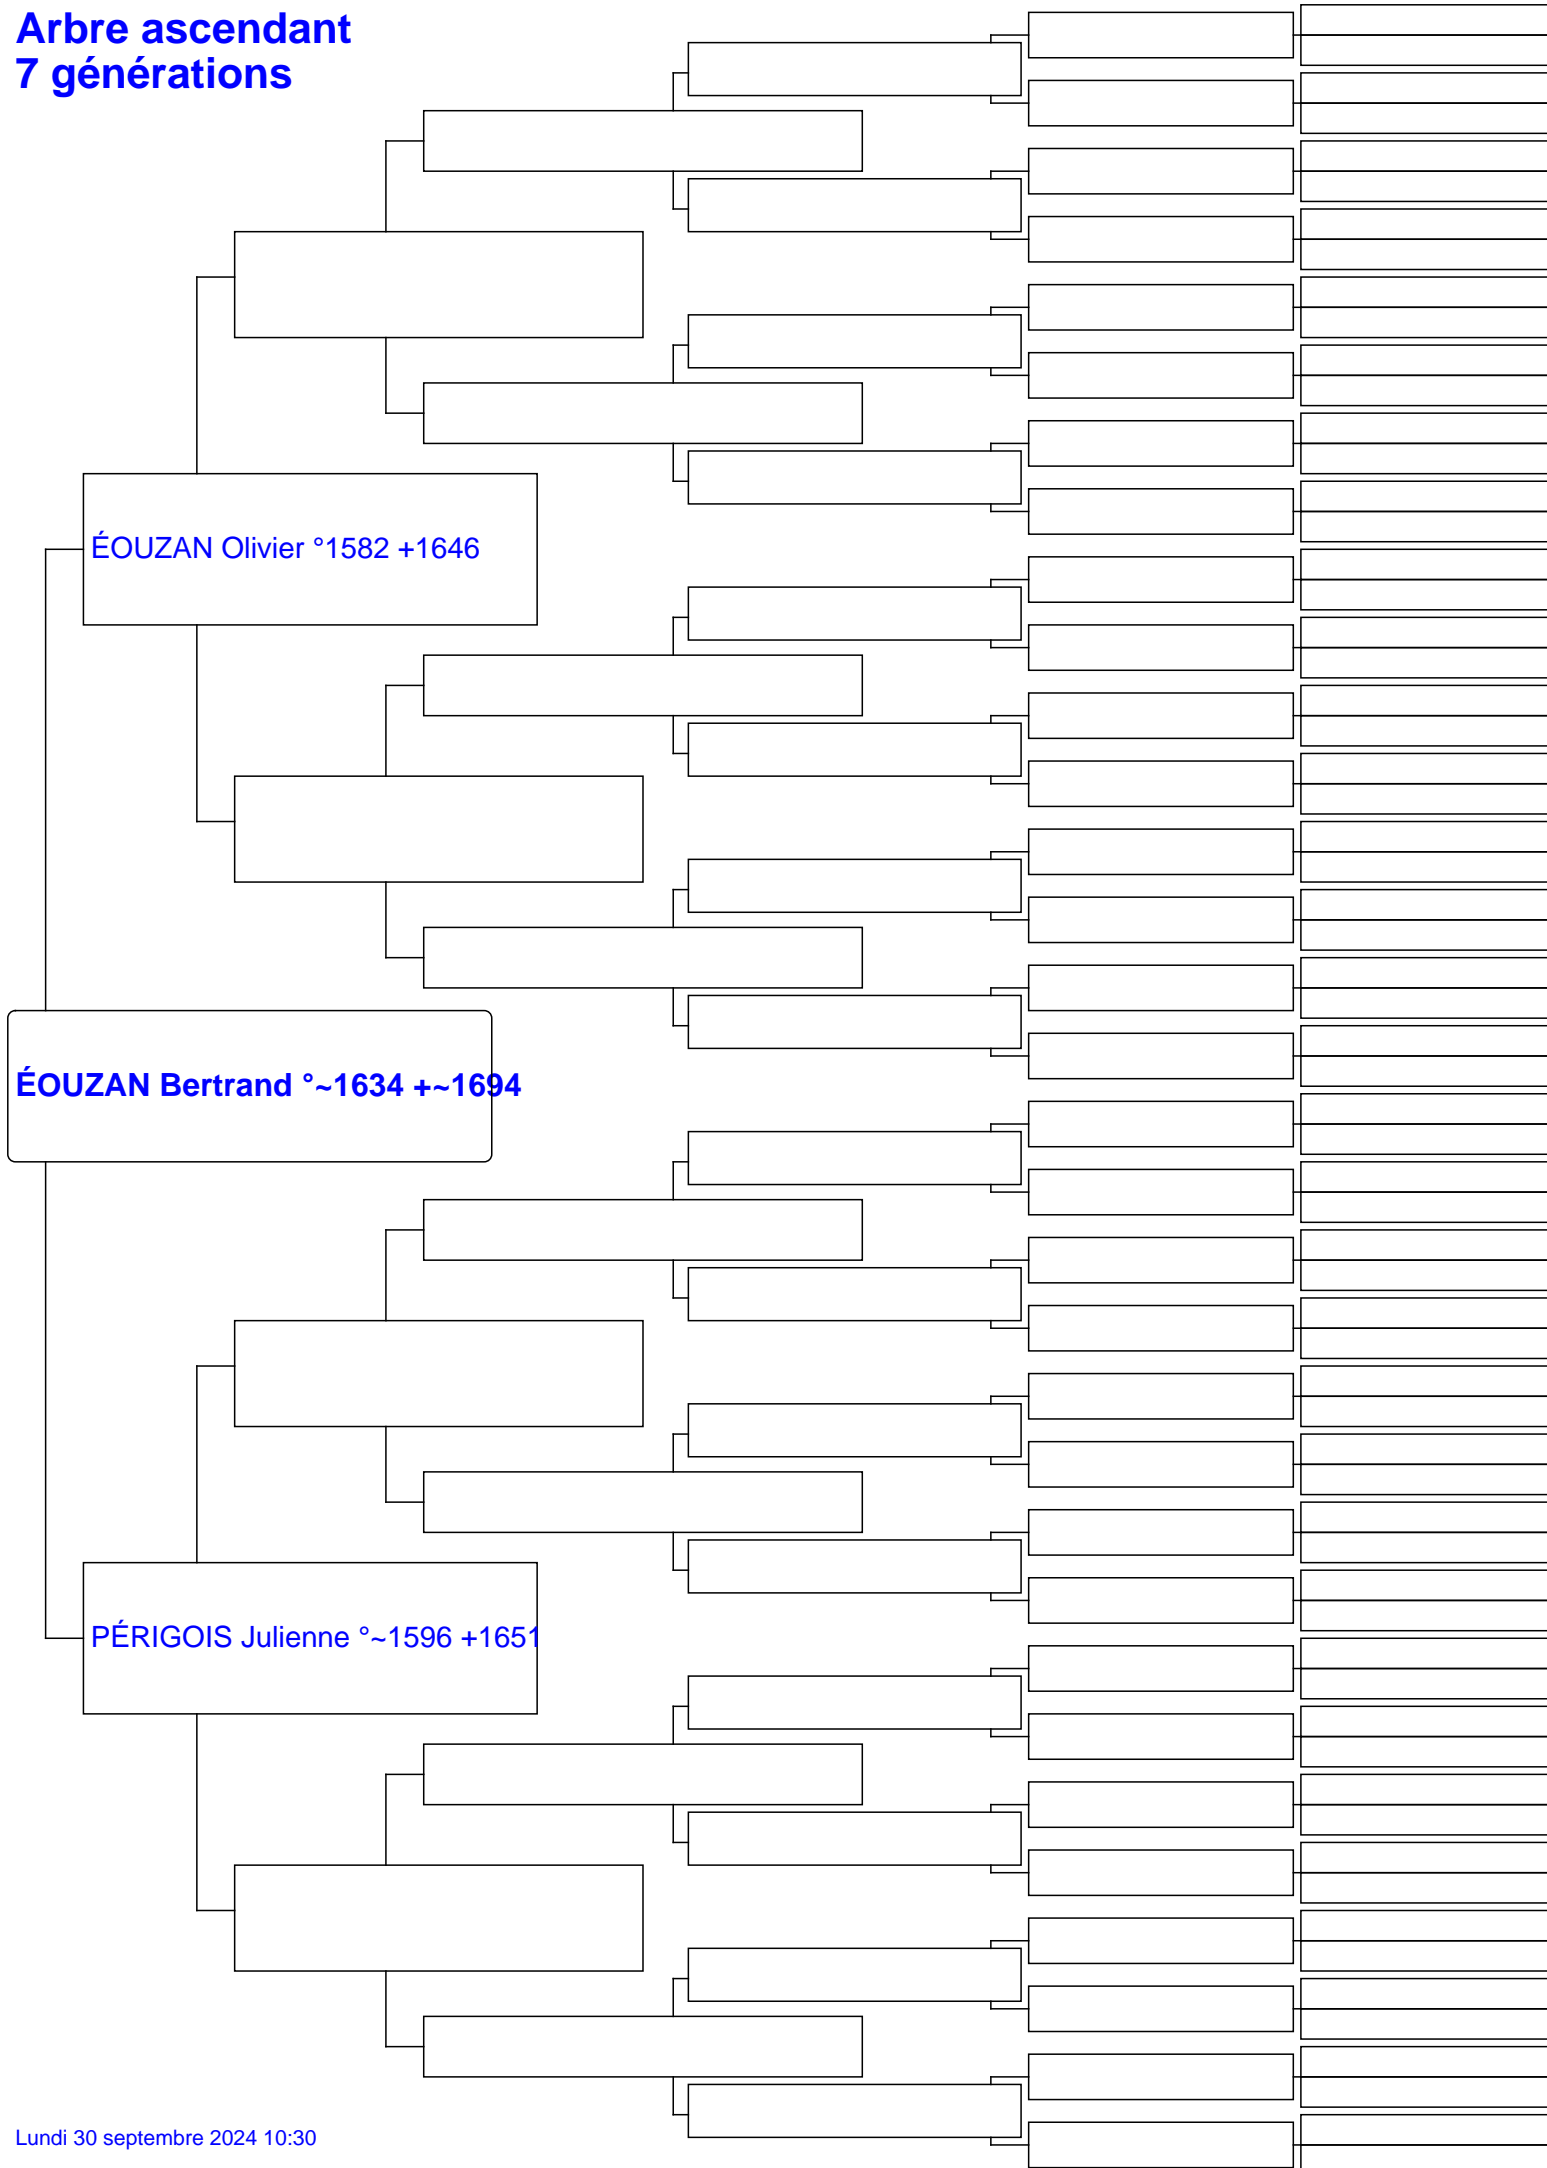 Arbre ascendant
7 générations
ÉOUZAN Olivier °1582 +1646
ÉOUZAN Bertrand °~1634 +~1694
PÉRIGOIS Julienne °~1596 +1651
Lundi 30 septembre 2024 10:30